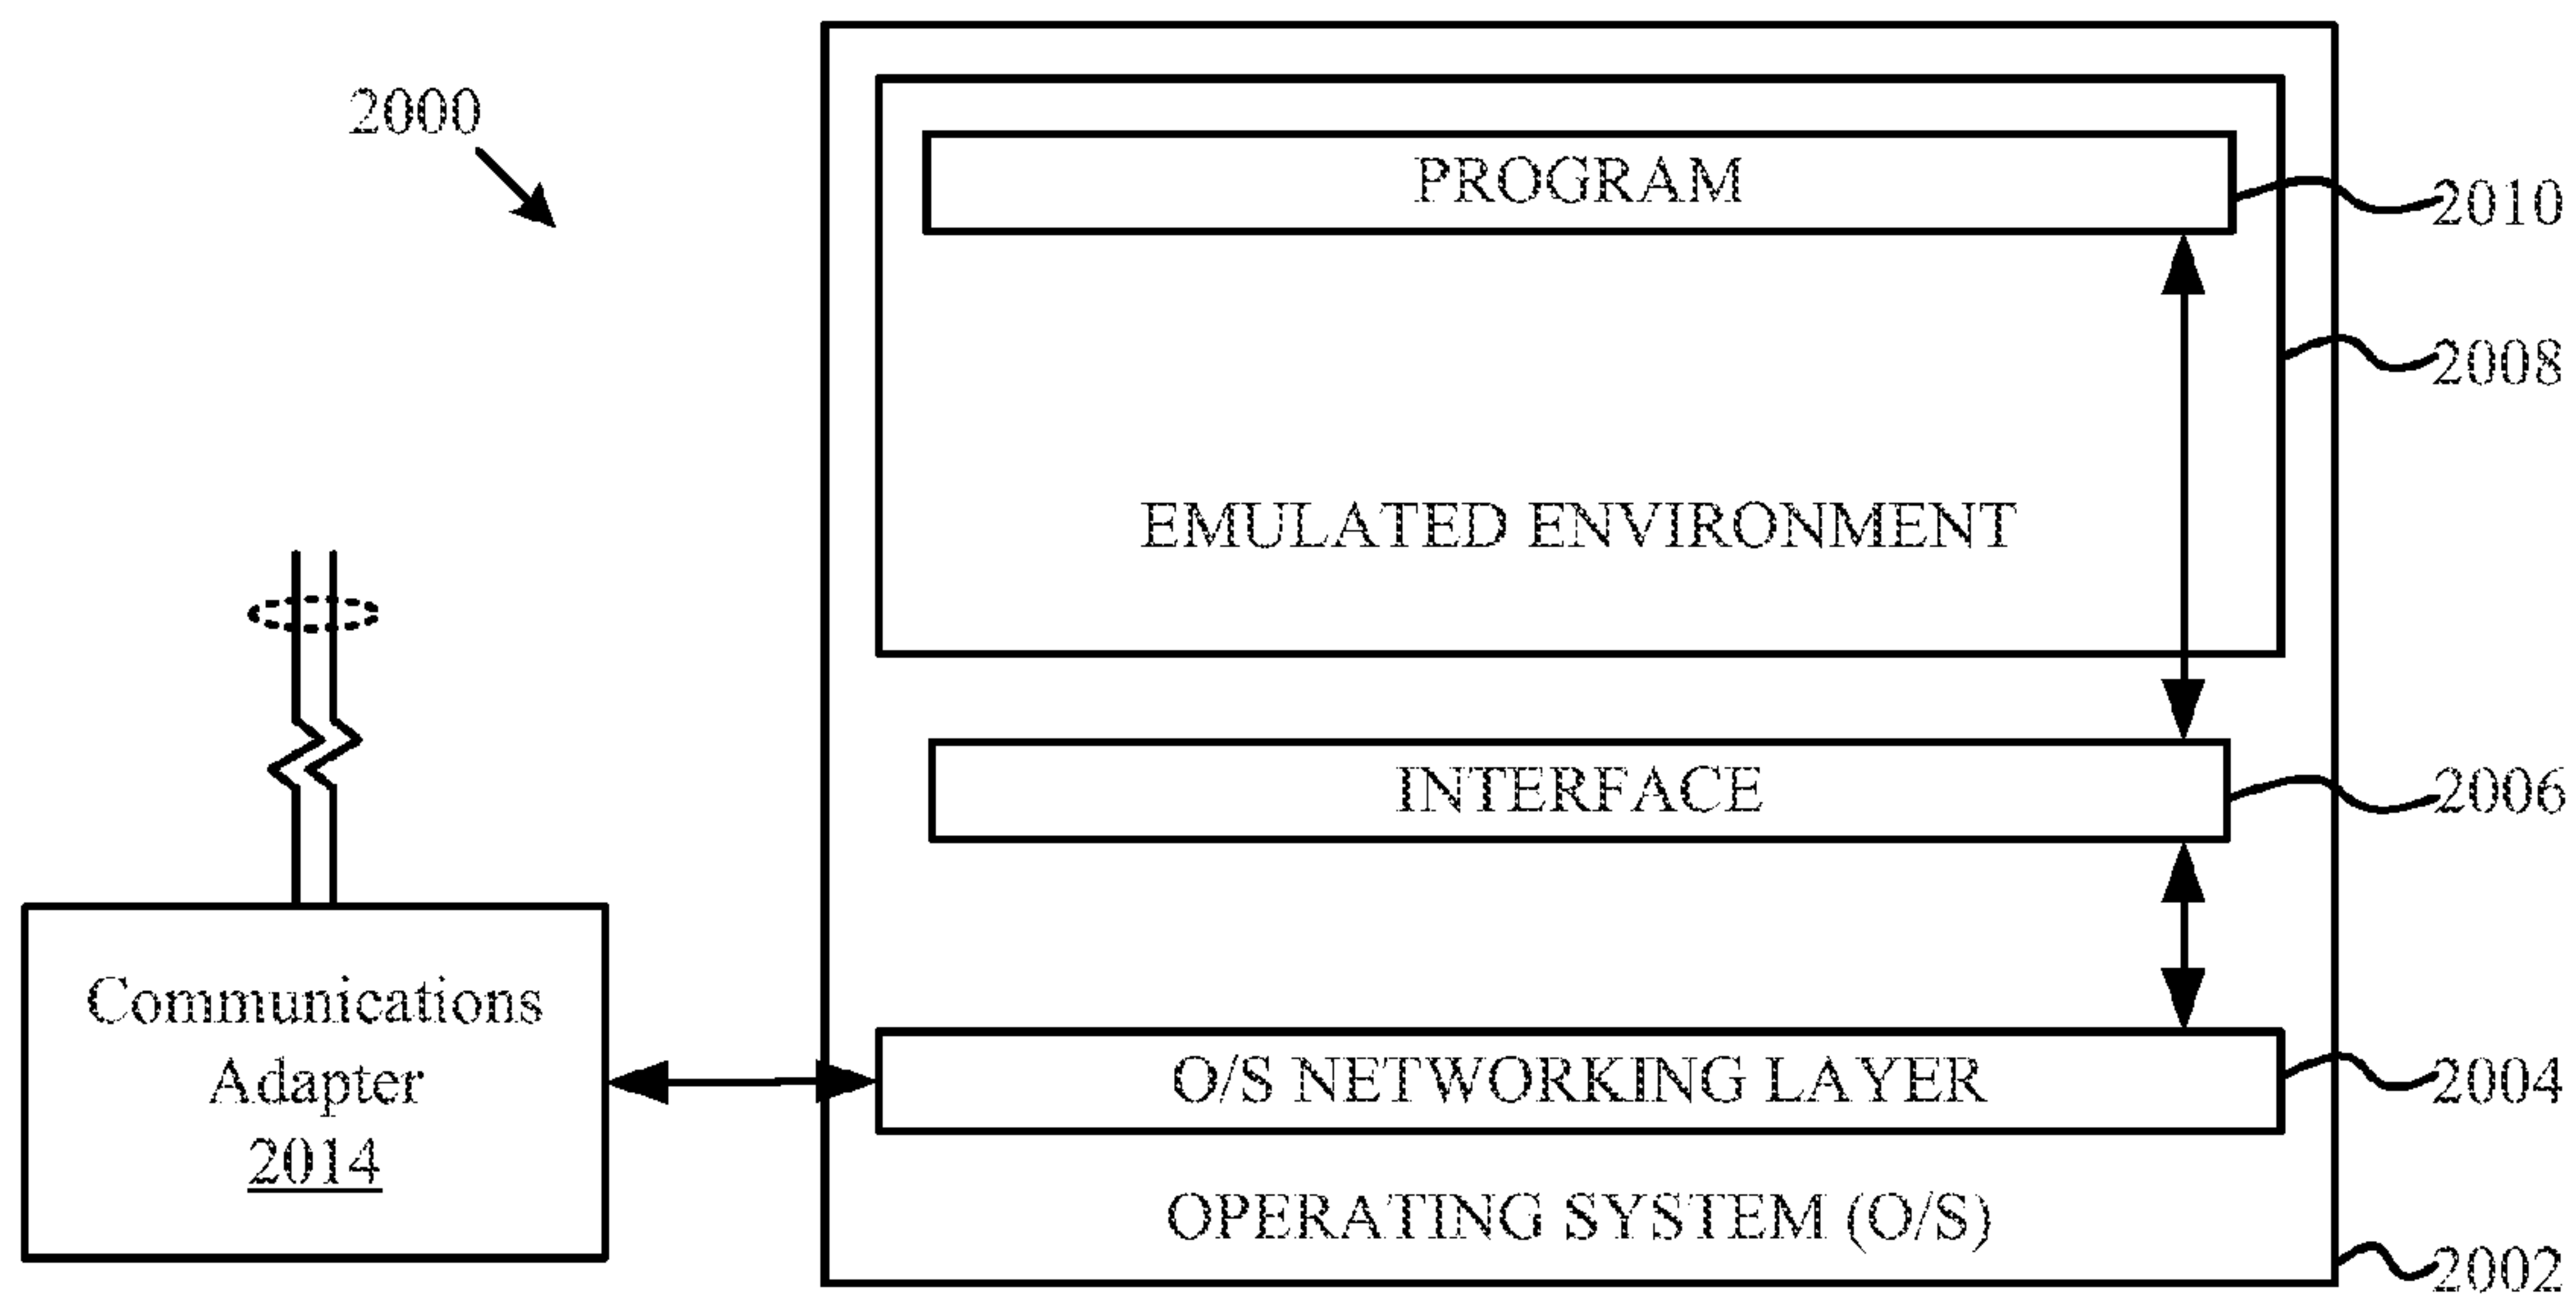 2000
PROGRAM
2010
2008
EMULATED ENVIRONMENT
INTERFACE
2006
Communications
Adapter
2014
O/S NETWORKING LAYER
2004
OPERATING SYSTEM (O/S)
2002